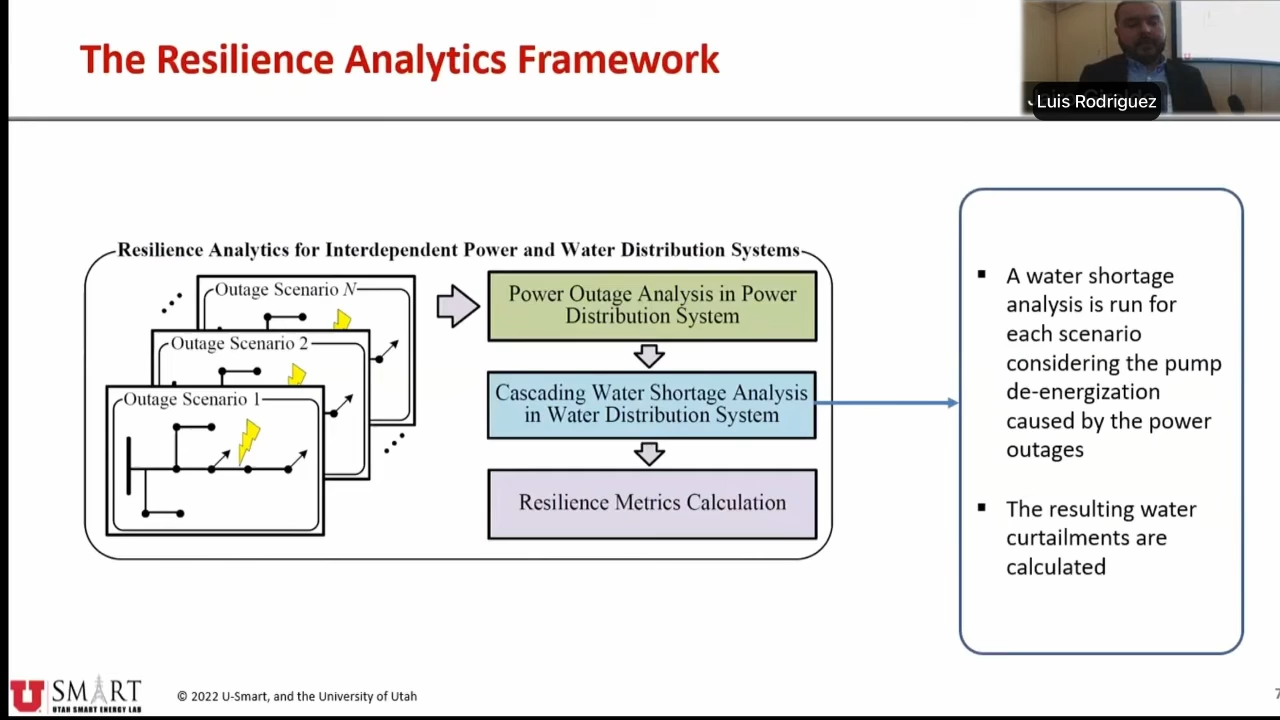 The Resilience Analytics Framework
Luis Rodriguez
Resilience Analytics for Interdependent Power and Water Distribution Systems
Outage Scenario N
Outage Scenario 2
Outage Scenario 1
Power Outage Analysis in Power
Distribution System
Cascading Water Shortage Analysis
in Water Distribution System
Resilience Metrics Calculation
▪ A water shortage
analysis is run for
each scenario
considering the pump
de-energization
caused by the power
outages
▪ The resulting water
curtailments are
calculated
U SMART
UTAH SMART ENERGY LAB
© 2022 U-Smart, and the University of Utah
7